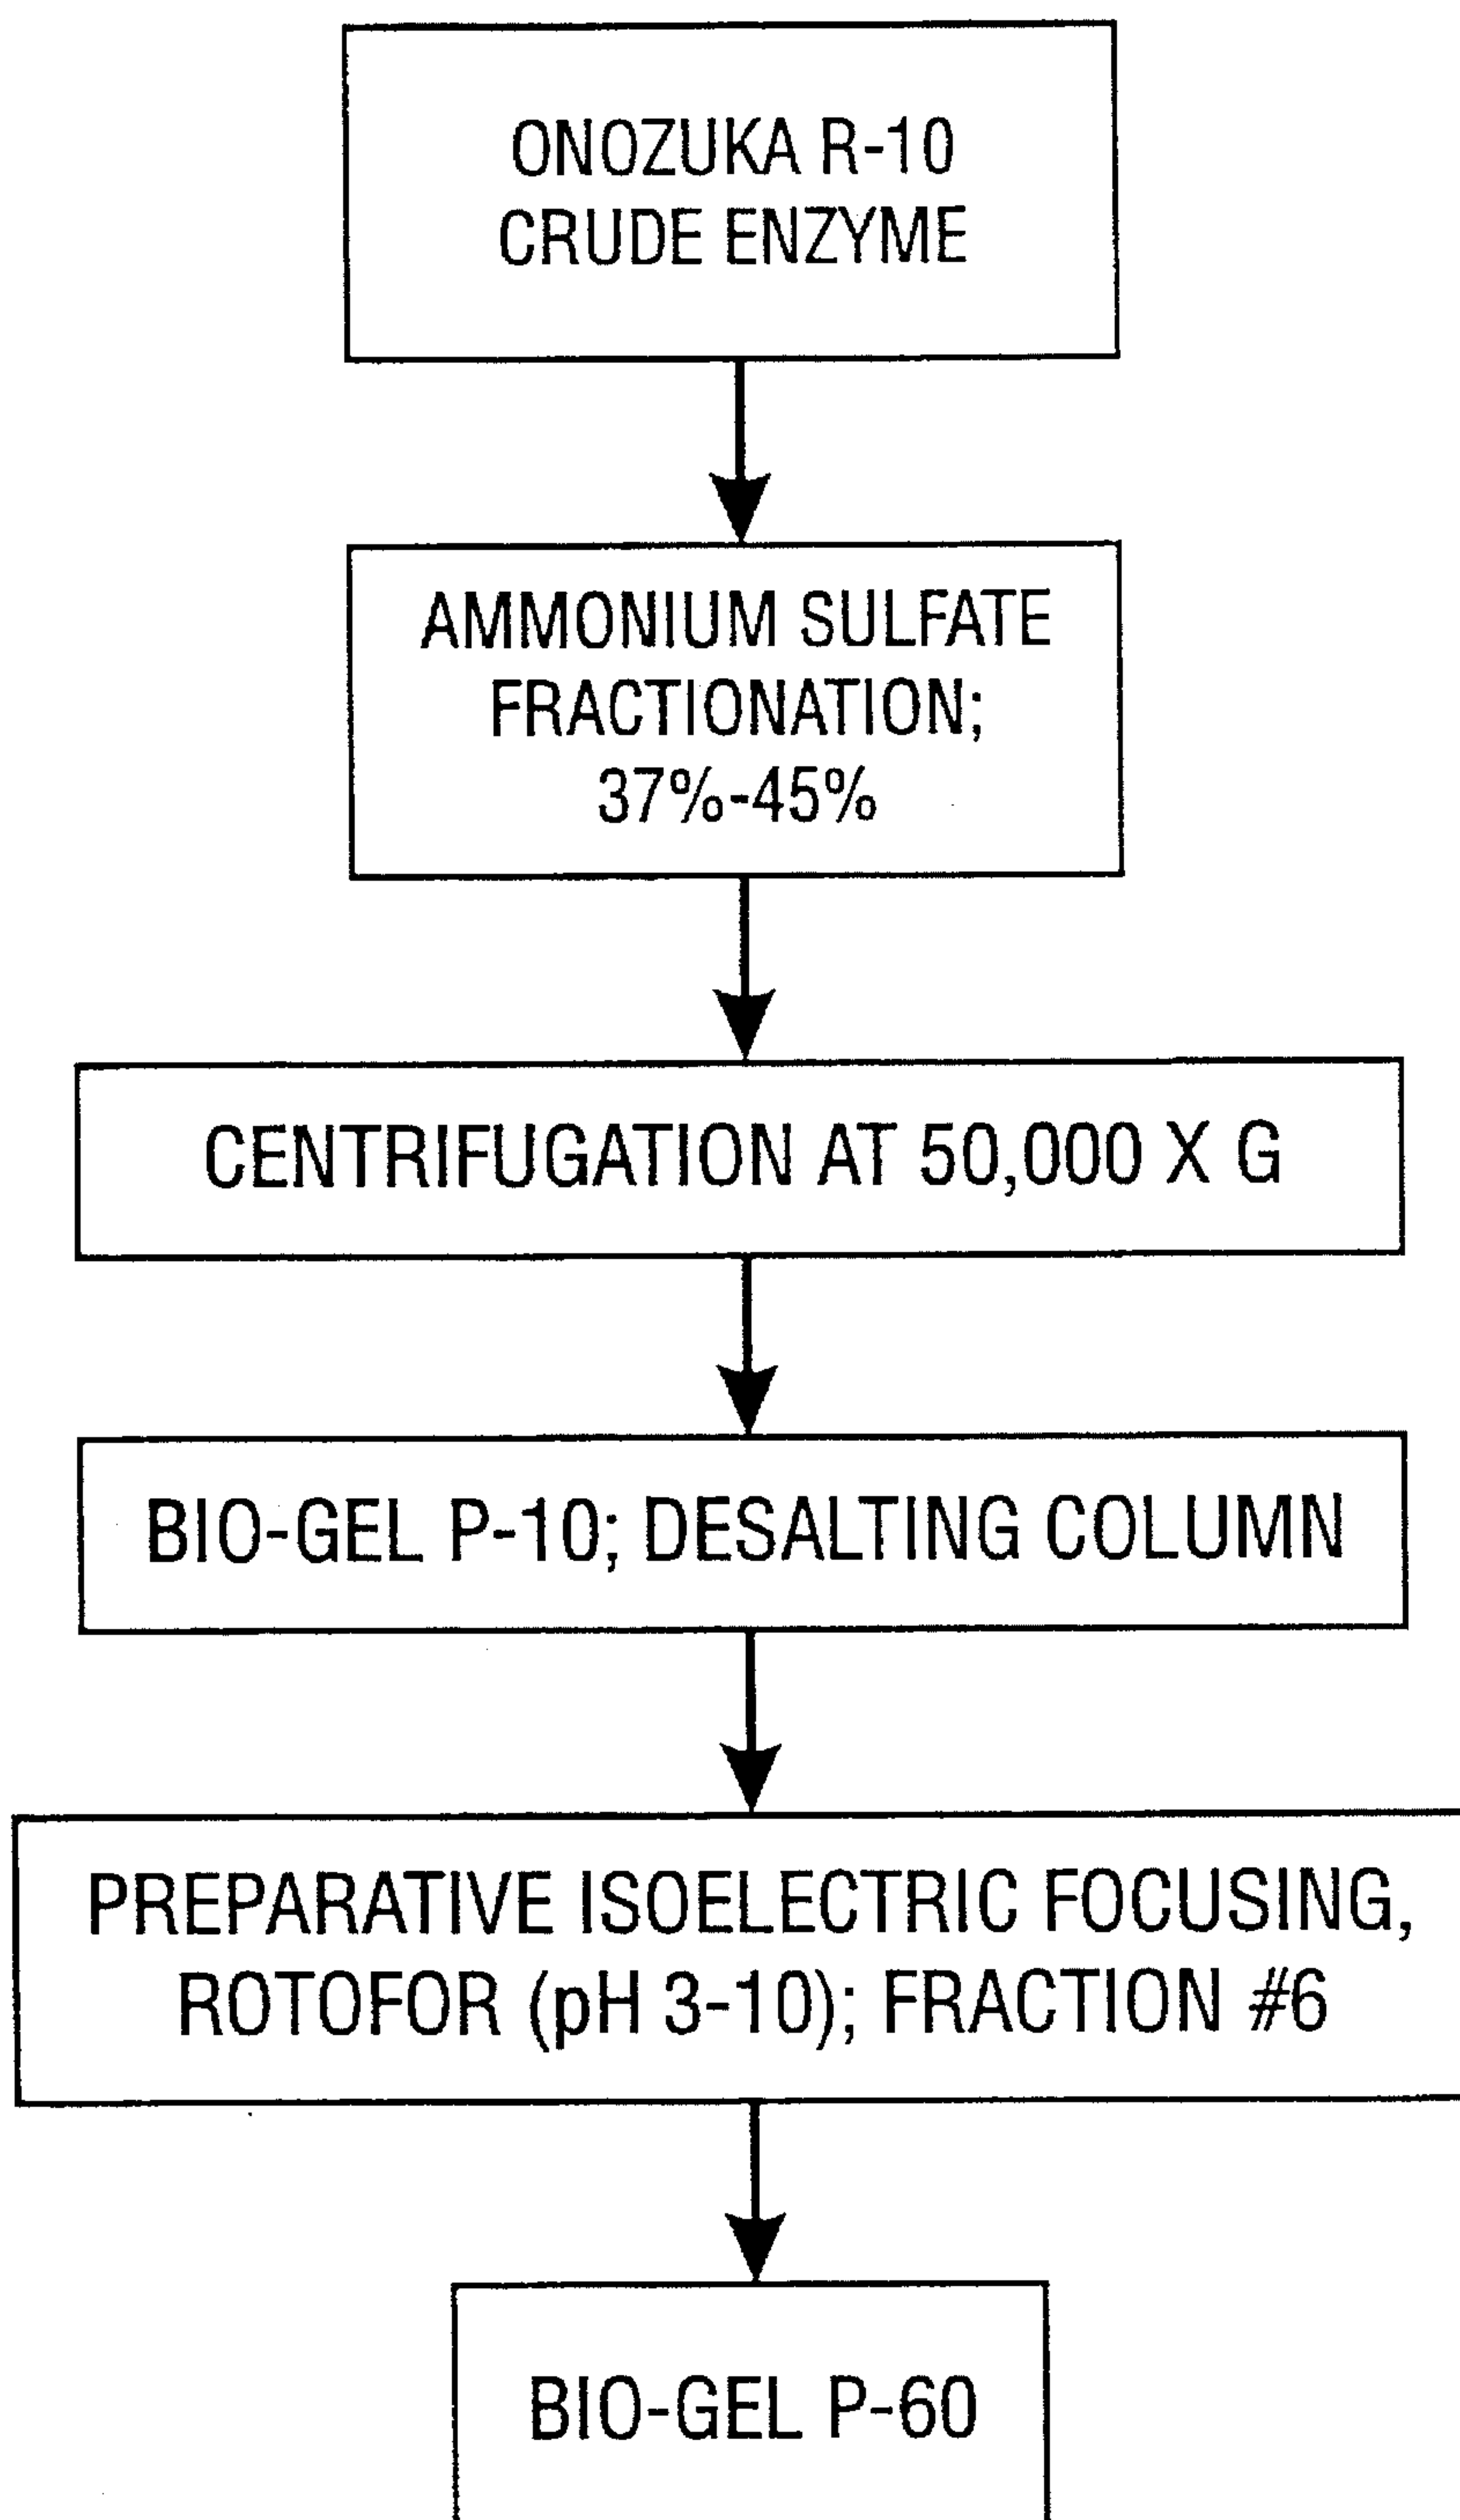 ONOZUKA R-10
CRUDE ENZYME
AMMONIUM SULFATE
FRACTIONATION;
37%-45%
CENTRIFUGATION AT 50,000 X G
BIO-GEL P-10; DESALTING COLUMN
PREPARATIVE ISOELECTRIC FOCUSING,
ROTOFOR (pH 3-10); FRACTION #6
BIO-GEL P-60